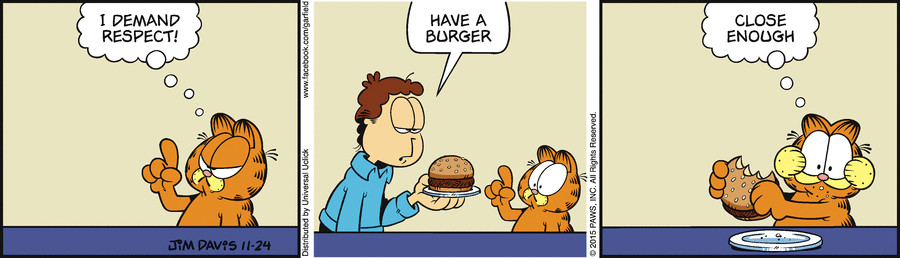 I DEMAND
RESPECT!
JIM DAVIS 11-24
www.facebook.com/garfield
Distributed by Universal Uclick
HAVE A
BURGER
© 2015 PAWS, INC. All Rights Reserved.
CLOSE
ENOUGH